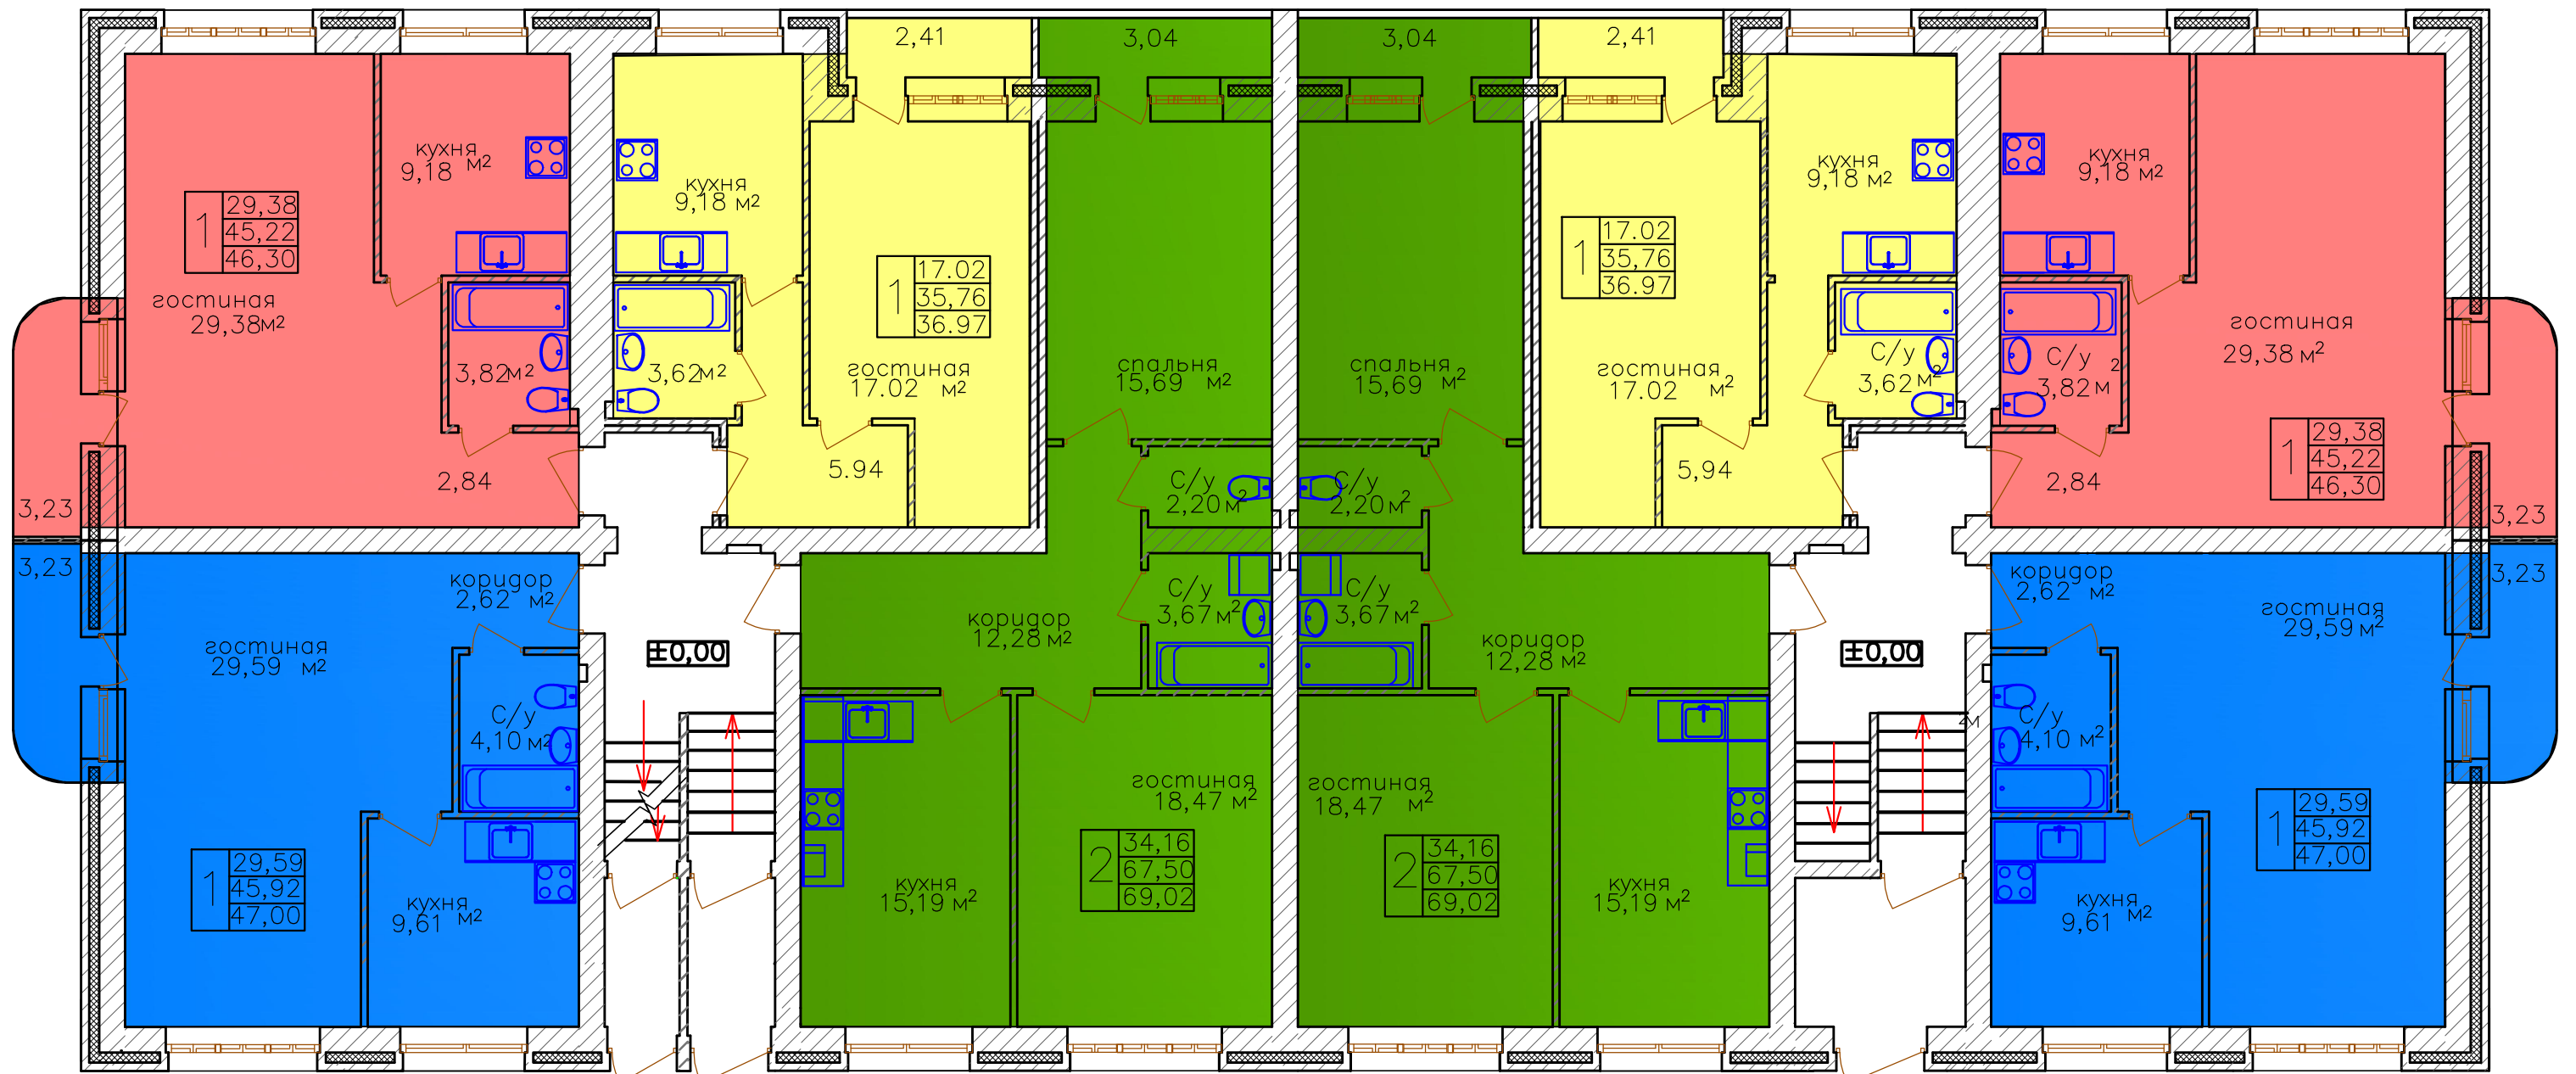 2,41
3,04
3,04
2,41
кухня
9,18 м²
кухня
9,18 м²
кухня
9,18 м²
кухня
9,18 м²
1
29,38
45,22
46,30
гостиная
29,38м²
1
17.02
35,76
36.97
1
17.02
35,76
36.97
гостиная
29,38 м²
3,82м²
3,62м²
гостиная
17.02 м²
спальня
15,69 м²
спальня
15,69 м²
гостиная
17.02 м²
С/у
3,62м²
С/у
3,82м²
1
29,38
45,22
46,30
2,84
5.94
С/у
2,20м²
С/у
2,20м²
5,94
2,84
3,23
3,23
3,23
3,23
коридор
2,62 м²
гостиная
29,59 м²
±0,00
коридор
12,28м²
С/у
3,67м²
С/у
3,67м²
коридор
12,28м²
±0,00
коридор
2,62 м²
гостиная
29,59м²
С/у
4,10м²
2м
С/у
4,10 м²
гостиная
18,47 м²
гостиная
18,47 м²
1
29,59
45,92
47,00
кухня
9,61 м²
кухня
15,19 м²
2
34,16
67,50
69,02
2
34,16
67,50
69,02
кухня
15,19м²
кухня
9,61 м²
1
29,59
45,92
47,00